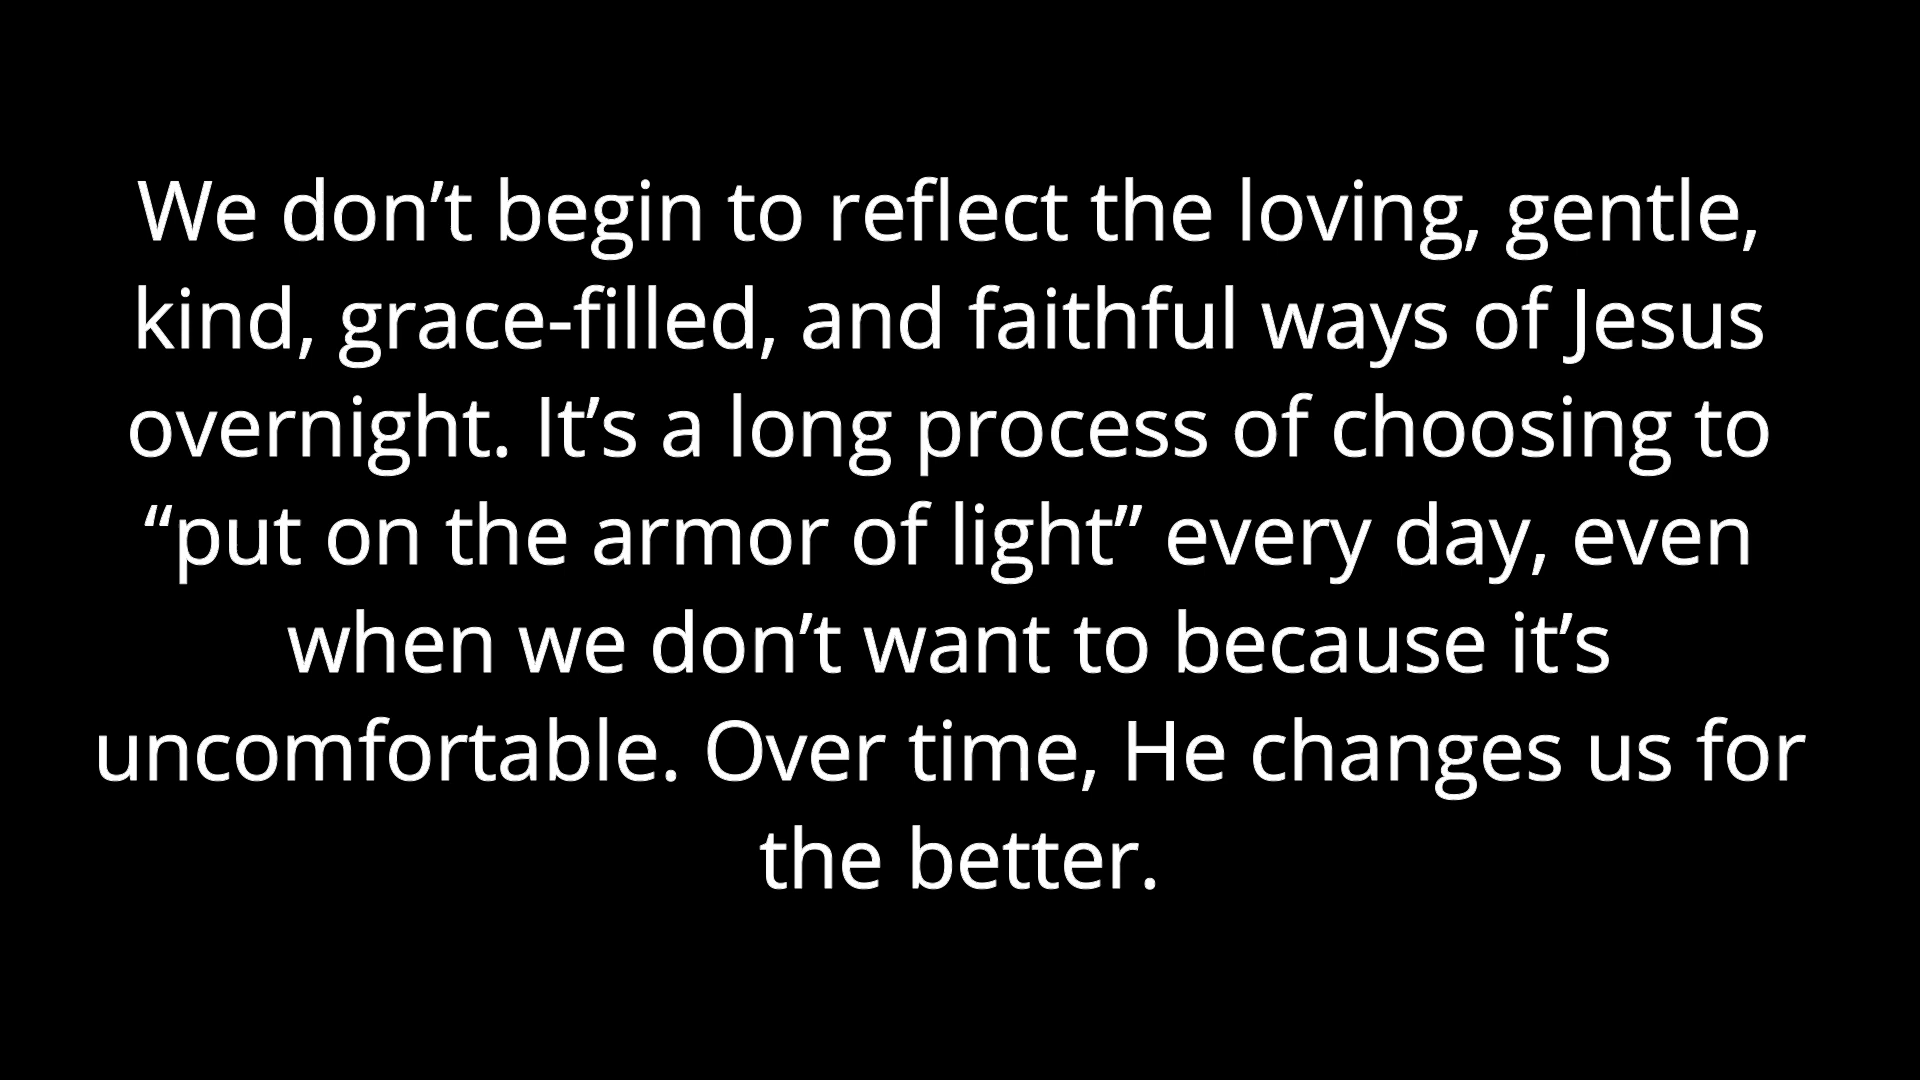 We don’t begin to reflect the loving, gentle,
kind, grace-filled, and faithful ways of Jesus
overnight. It’s a long process of choosing to
“put on the armor of light” every day, even
when we don’t want to because it’s
uncomfortable. Over time, He changes us for
the better.